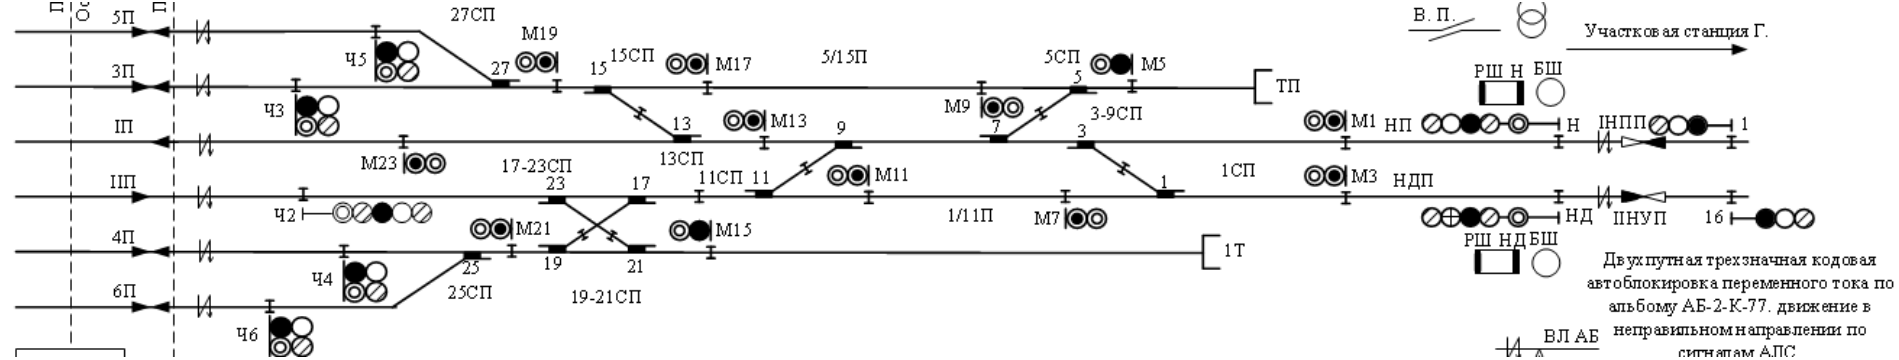 П
ОС
П
5П
27СП
Ч5
М19
27
15
15СП
М17
5/15П
5СП
5
М5
В. П.
Участковая станция Г.
3П
Ч3
ТП
РШ Н
БШ
М9
3-9СП
IП
М23
13
13СП
М13
9
7
3
М1
НП
Н
IНПП
1
17-23СП
IIП
Ч2
23
17
11СП
11
М11
1/11П
М7
1
1СП
М3
НДП
НД
IIНУП
16
4П
Ч4
М21
М15
19
21
1Т
РШ НД
БШ
25
25СП
19-21СП
6П
Ч6
Двухпутная трехзначная кодовая
автоблокировка переменного тока по
альбому АБ-2-К-77. движение в
неправильном направлении по
сигналам АЛС
ВЛ АБ